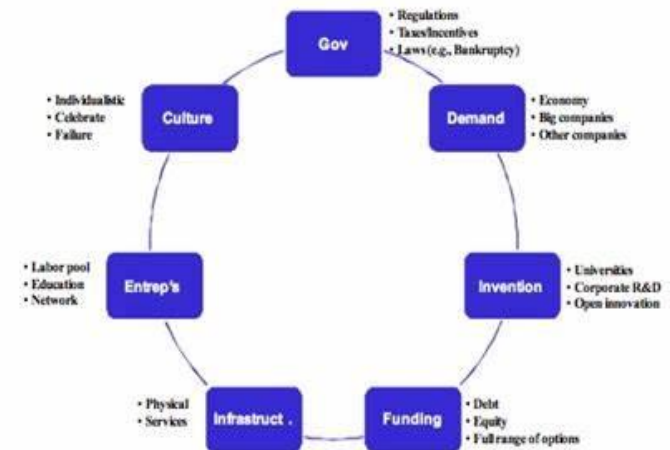 Gov
• Regulations
• Taxes/Incentives
• Laws (e.g., Bankruptcy)
Demand
• Economy
• Big companies
• Other companies
Invention
• Universities
• Corporate R&D
• Open innovation
Funding
• Debt
• Equity
• Full range of options
Infrastruct .
• Physical
• Services
Entrep's
• Labor pool
• Education
• Network
Culture
• Individualistic
• Celebrate
• Failure